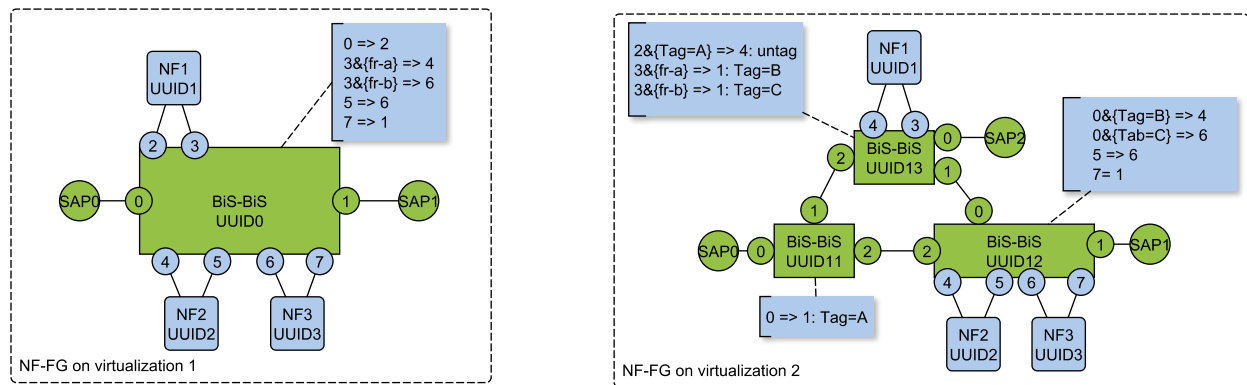 0 => 2
3&{fr-a} => 4
3&{fr-b} => 6
5 => 6
7 => 1
NF1
UUID1
2
3
SAP0
0
BiS-BiS
UUID0
1
SAP1
4
5
6
7
NF2
UUID2
NF3
UUID3
NF-FG on virtualization 1
2&{Tag=A} => 4: untag
3&{fr-a} => 1: Tag=B
3&{fr-b} => 1: Tag=C
NF1
UUID1
4
3
0
SAP2
BiS-BiS
UUID13
2
1
0&{Tag=B} => 4
0&{Tab=C} => 6
5 => 6
7= 1
1
0
SAP0
0
BiS-BiS
UUID11
2
2
BiS-BiS
UUID12
1
SAP1
4
5
6
7
0 => 1: Tag=A
NF2
UUID2
NF3
UUID3
NF-FG on virtualization 2